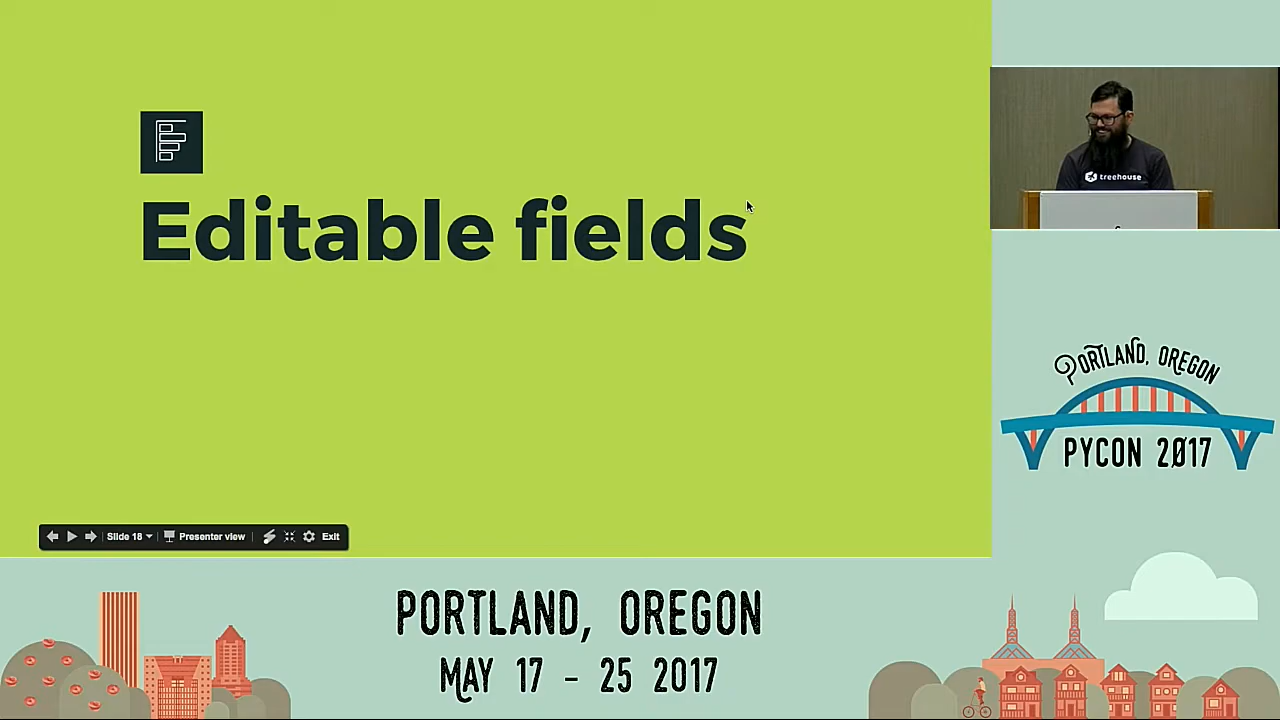 Editable fields
Slide 18
Presenter view
Exit
treehouse
PORTLAND, OREGON
PYCON 2017
PORTLAND, OREGON
MAY 17 - 25 2017